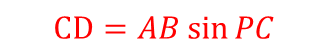 CD = AB sin PC